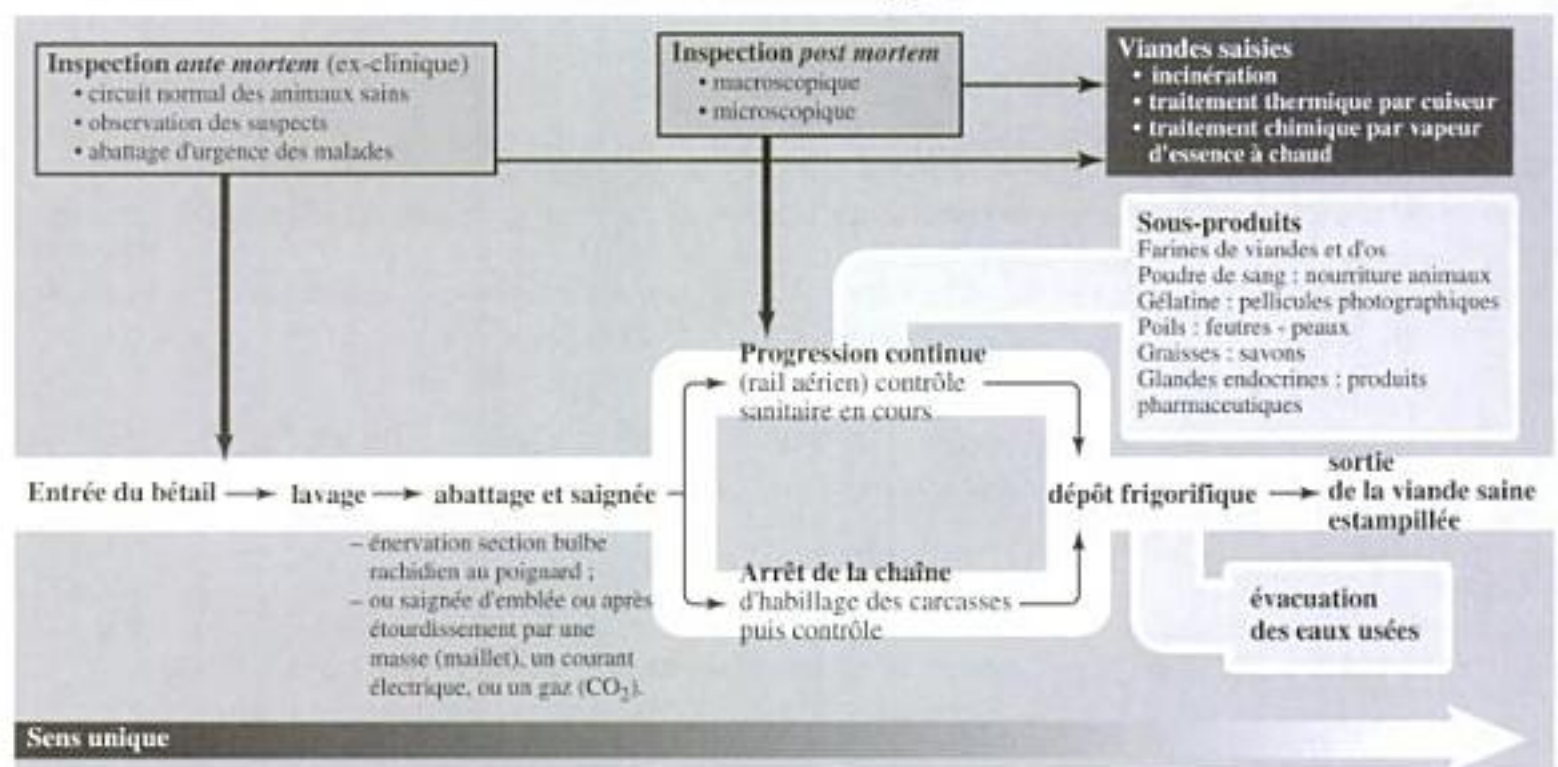 Inspection ante mortem (ex-clinique)
• circuit normal des animaux sains
• observation des suspects
• abattage d'urgence des malades
Inspection post mortem
• macroscopique
• microscopique
Viandes saisies
• incinération
• traitement thermique par cuiseur
• traitement chimique par vapeur
d'essence à chaud
Sous-produits
Farines de viandes et d'os
Poudre de sang : nourriture animaux
Gélatine : pellicules photographiques
Poils : feutres - peaux
Graisses : savons
Glandes endocrines : produits
pharmaceutiques
Progression continue
(rail aérien) contrôle
sanitaire en cours
Entrée du bétail
lavage
abattage et saignée
– énervation section bulbe
rachidien au poignard ;
– ou saignée d'emblée ou après
étourdissement par une
masse (maillet), un courant
électrique, ou un gaz (CO₂).
Arrêt de la chaîne
d'habillage des carcasses
puis contrôle
dépôt frigorifique
sortie
de la viande saine
estampillée
évacuation
des eaux usées
Sens unique